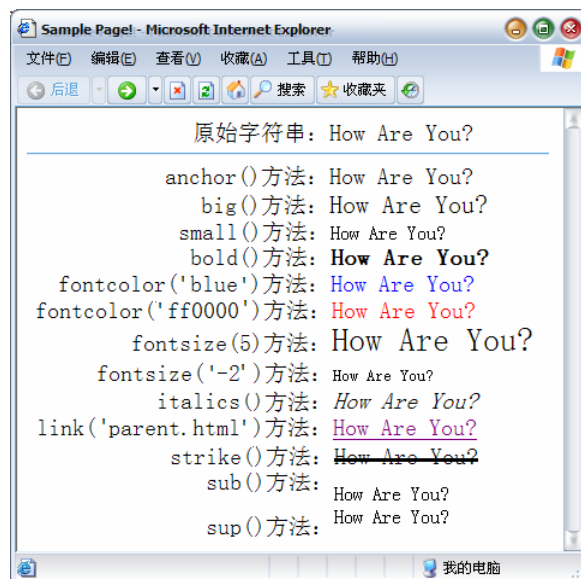 Sample Page! - Microsoft Internet Explorer
文件(F) 编辑(E) 查看(V) 收藏(A) 工具(T) 帮助(H)
后退 搜索 收藏夹
原始字符串: How Are You?
anchor()方法: How Are You?
big()方法: How Are You?
small()方法: How Are You?
bold()方法: How Are You?
fontcolor('blue')方法: How Are You?
fontcolor('ff0000')方法: How Are You?
fontsize(5)方法: How Are You?
fontsize('-2')方法: How Are You?
italics()方法: How Are You?
link('parent.html')方法: How Are You?
strike()方法: How Are You?
sub()方法: How Are You?
sup()方法: How Are You?
我的电脑